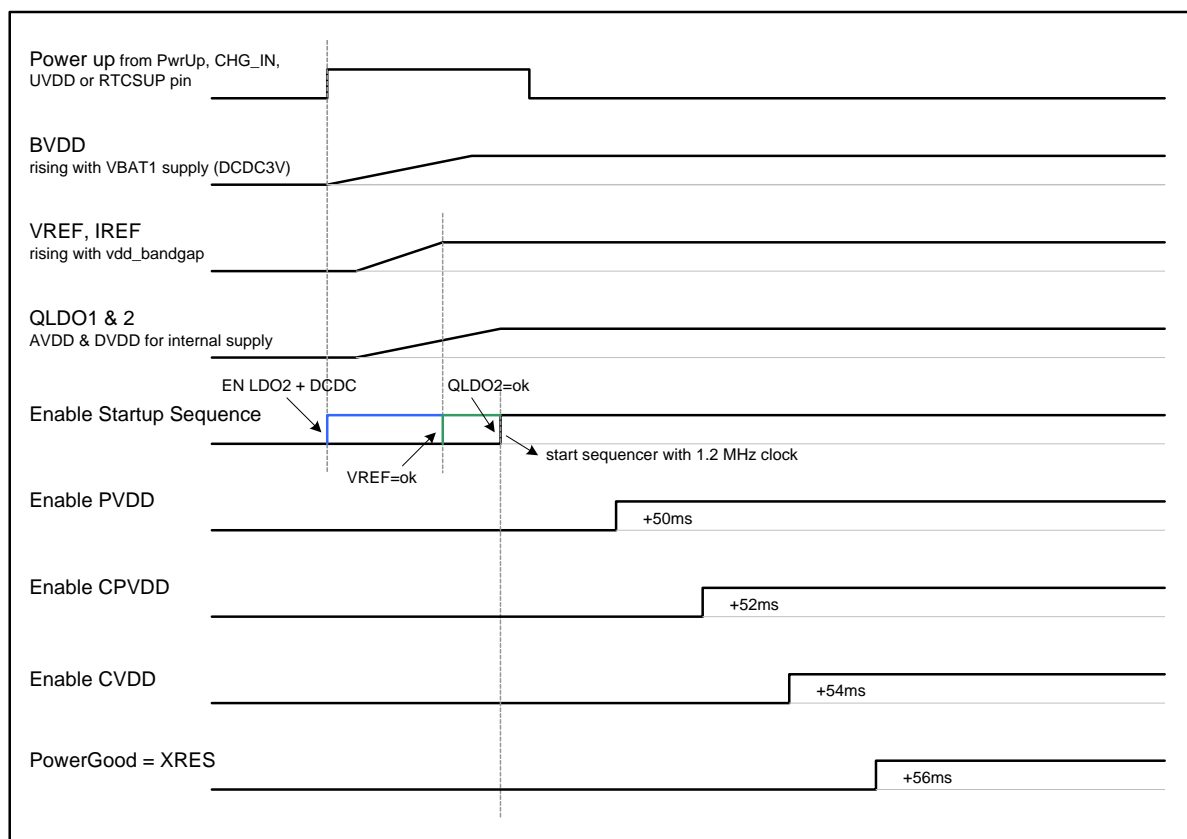 Power up from PwrUp, CHG_IN,
UVDD or RTCSUP pin
BVDD
rising with VBAT1 supply (DCDC3V)
VREF, IREF
rising with vdd_bandgap
QLDO1 & 2
AVDD & DVDD for internal supply
EN LDO2 + DCDC
QLDO2=ok
Enable Startup Sequence
start sequencer with 1.2 MHz clock
VREF=ok
Enable PVDD
+50ms
Enable CPVDD
+52ms
Enable CVDD
+54ms
PowerGood = XRES
+56ms